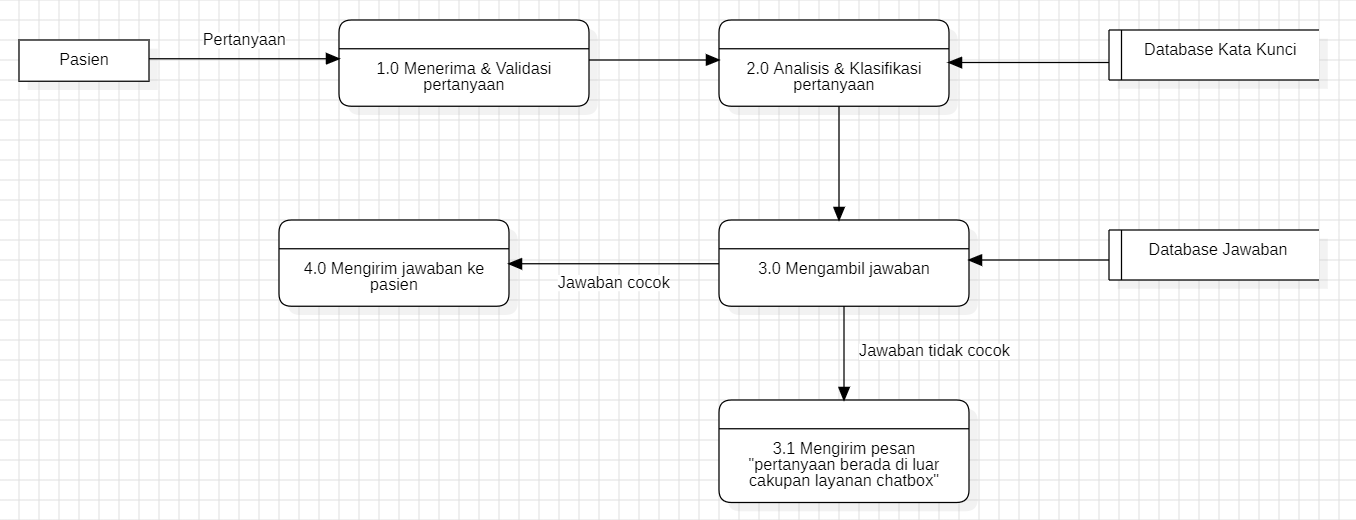 Pasien
Pertanyaan
1.0 Menerima & Validasi
pertanyaan
2.0 Analisis & Klasifikasi
pertanyaan
Database Kata Kunci
4.0 Mengirim jawaban ke
pasien
Jawaban cocok
3.0 Mengambil jawaban
Database Jawaban
Jawaban tidak cocok
3.1 Mengirim pesan
"pertanyaan berada di luar
cakupan layanan chatbox"